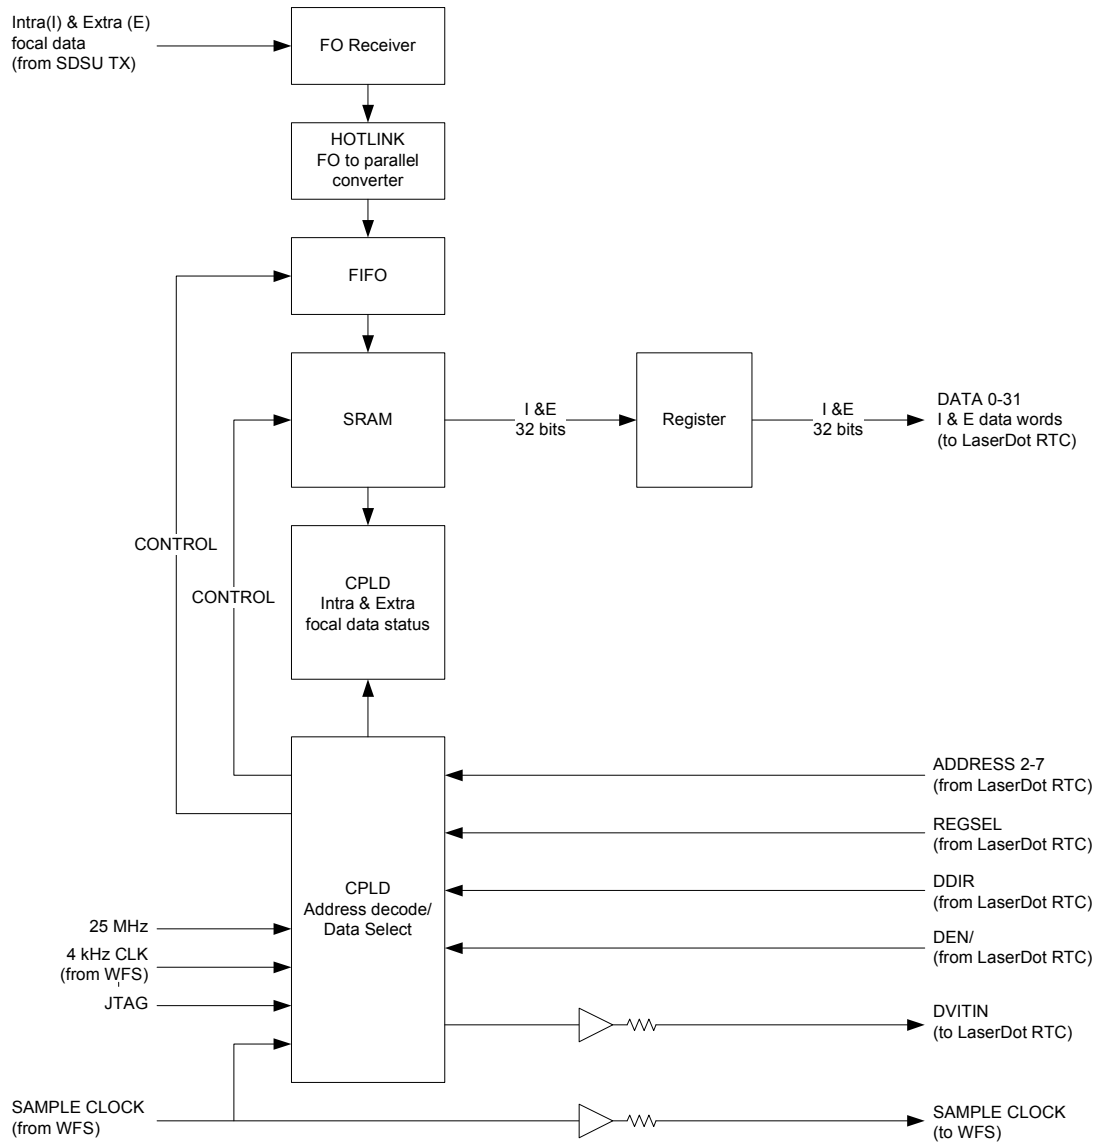 Intra(I) & Extra (E)
focal data
(from SDSU TX)
FO Receiver
HOTLINK
FO to parallel
converter
FIFO
SRAM
I &E
32 bits
Register
I &E
32 bits
DATA 0-31
I & E data words
(to LaserDot RTC)
CONTROL
CONTROL
CPLD
Intra & Extra
focal data status
ADDRESS 2-7
(from LaserDot RTC)
REGSEL
(from LaserDot RTC)
DDIR
(from LaserDot RTC)
DEN/
(from LaserDot RTC)
CPLD
Address decode/
Data Select
25 MHz
4 kHz CLK
(from WFS)
JTAG
DVITIN
(to LaserDot RTC)
SAMPLE CLOCK
(from WFS)
SAMPLE CLOCK
(to WFS)